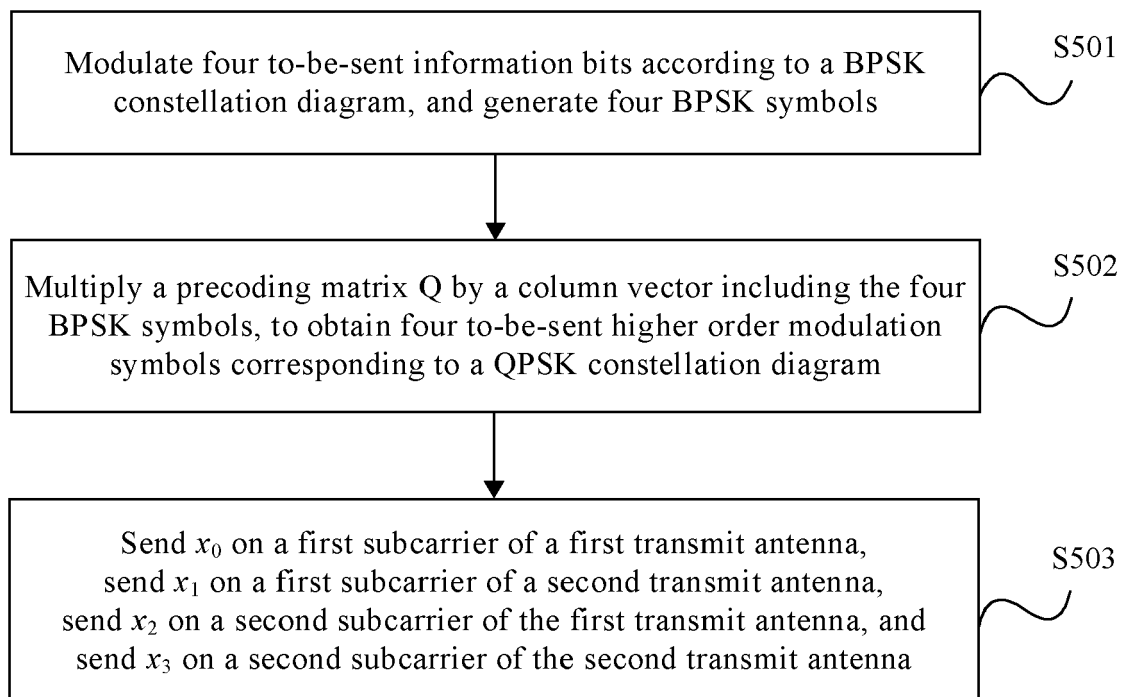 Modulate four to-be-sent information bits according to a BPSK
constellation diagram, and generate four BPSK symbols
S501
Multiply a precoding matrix Q by a column vector including the four
BPSK symbols, to obtain four to-be-sent higher order modulation
symbols corresponding to a QPSK constellation diagram
S502
Send x₀ on a first subcarrier of a first transmit antenna,
send x₁ on a first subcarrier of a second transmit antenna,
send x₂ on a second subcarrier of the first transmit antenna, and
send x₃ on a second subcarrier of the second transmit antenna
S503